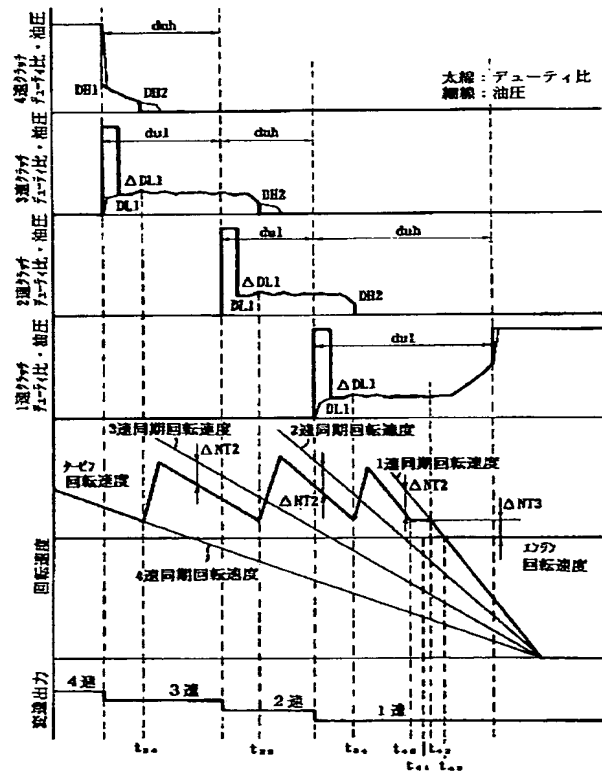 4速クラッチ
デューティ比・油圧
duh
DH1
DH2
太線：デューティ比
細線：油圧
3速クラッチ
デューティ比・油圧
dul
duh
ΔDL1
DL1
DH2
2速クラッチ
デューティ比・油圧
dul
duh
ΔDL1
DL1
DH2
1速クラッチ
デューティ比・油圧
dul
ΔDL1
DL1
回転速度
タービン
回転速度
3速同期回転速度
ΔNT2
2速同期回転速度
ΔNT2
1速同期回転速度
ΔNT2
ΔNT3
エンジン
回転速度
4速同期回転速度
変速出力
4速
3速
2速
1速